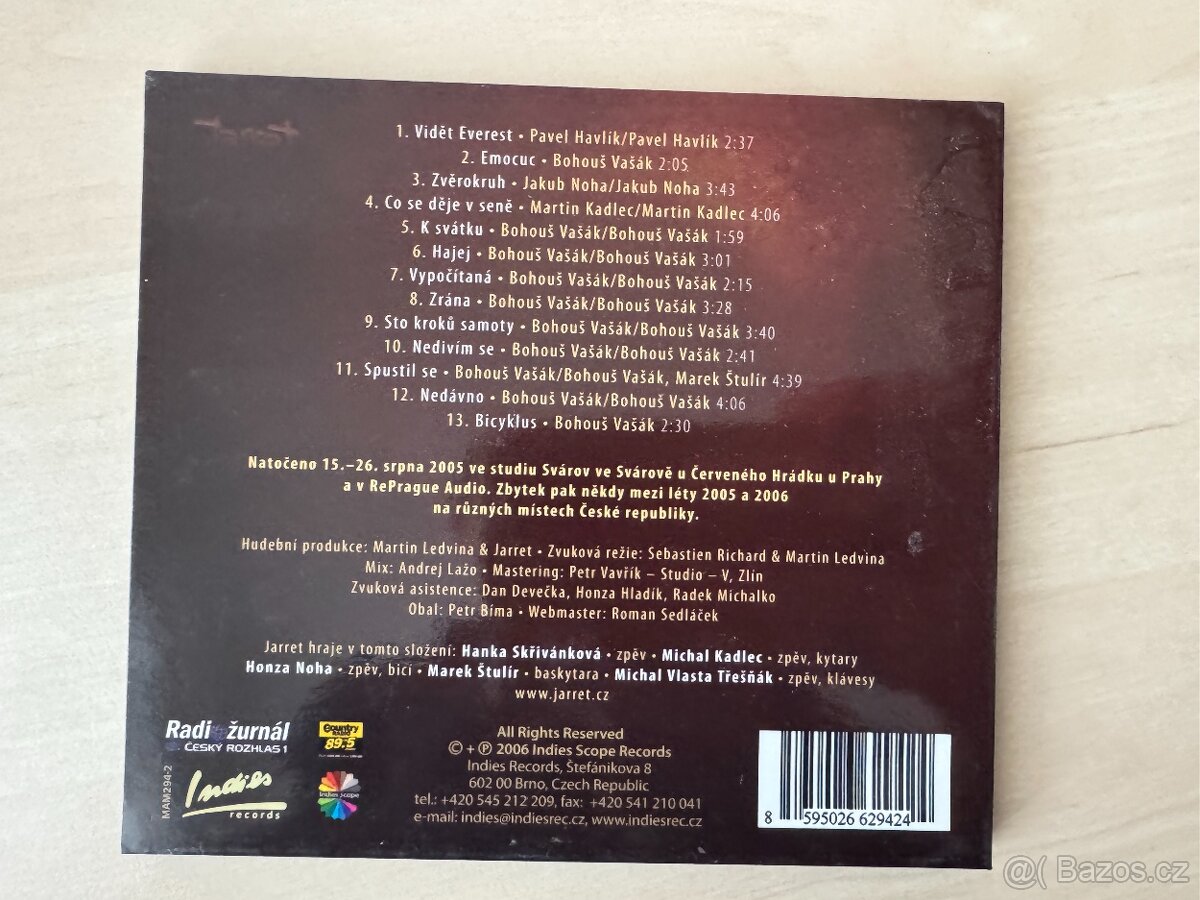 Jarret
1. Vidět Everest • Pavel Havlík/Pavel Havlík 2:37
2. Emocuc • Bohouš Vašák 2:05
3. Zvěrokruh • Jakub Noha/Jakub Noha 3:43
4. Co se děje v seně • Martin Kadlec/Martin Kadlec 4:06
5. K svátku • Bohouš Vašák/Bohouš Vašák 1:59
6. Hajej • Bohouš Vašák/Bohouš Vašák 3:01
7. Vypočítaná • Bohouš Vašák/Bohouš Vašák 2:15
8. Zrána • Bohouš Vašák/Bohouš Vašák 3:28
9. Sto kroků samoty • Bohouš Vašák/Bohouš Vašák 3:40
10. Nedivím se • Bohouš Vašák/Bohouš Vašák 2:41
11. Spustil se • Bohouš Vašák/Bohouš Vašák, Marek Štulír 4:39
12. Nedávno • Bohouš Vašák/Bohouš Vašák 4:06
13. Bicyklus • Bohouš Vašák 2:30
Natočeno 15.–26. srpna 2005 ve studiu Svárov ve Svárově u Červeného Hrádku u Prahy
a v RePrague Audio. Zbytek pak někdy mezi léty 2005 a 2006
na různých místech České republiky.
Hudební produkce: Martin Ledvina & Jarret • Zvuková režie: Sebastien Richard & Martin Ledvina
Mix: Andrej Lažo • Mastering: Petr Vavřík – Studio – V, Zlín
Zvuková asistence: Dan Devečka, Honza Hladík, Radek Michalko
Obal: Petr Bíma • Webmaster: Roman Sedláček
Jarret hraje v tomto složení: Hanka Skřivánková • zpěv • Michal Kadlec • zpěv, kytary
Honza Noha • zpěv, bicí • Marek Štulír • baskytara • Michal Vlasta Třešňák • zpěv, klávesy
www.jarret.cz
Radiožurnál
ČESKÝ ROZHLAS 1
Country
RADIO
89.5
MAM294-2
Indies
records
indies scope
All Rights Reserved
© + ℗ 2006 Indies Scope Records
Indies Records, Štefánikova 8
602 00 Brno, Czech Republic
tel.: +420 545 212 209, fax: +420 541 210 041
e-mail: indies@indiesrec.cz, www.indiesrec.cz
8 595026 629424
@( Bazos.cz